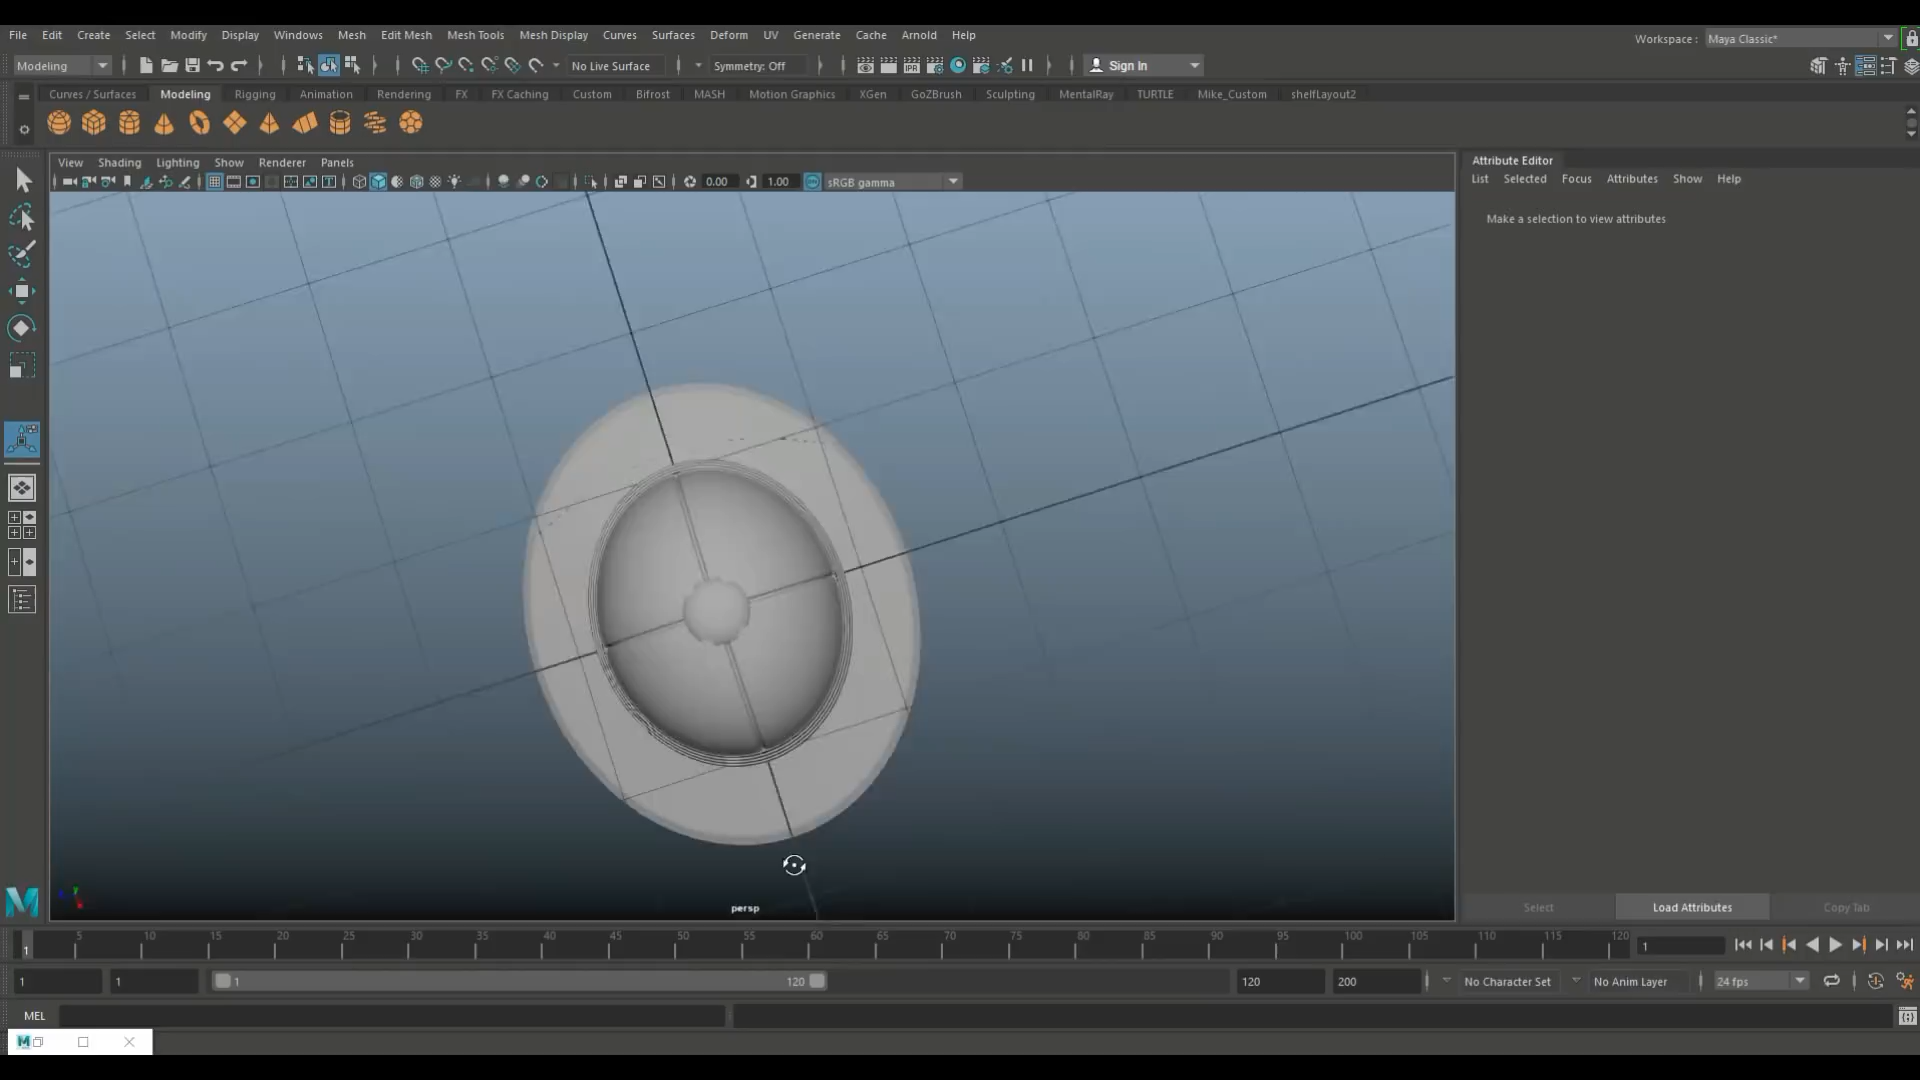 File Edit Create Select Modify Display Windows Mesh Edit Mesh Mesh Tools Mesh Display Curves Surfaces Deform UV Generate Cache Arnold Help
Workspace : Maya Classic*
Modeling No Live Surface Symmetry: Off Sign In
Curves / Surfaces Modeling Rigging Animation Rendering FX FX Caching Custom Bifrost MASH Motion Graphics XGen GoZBrush Sculpting MentalRay TURTLE Mike_Custom shelfLayout2
View Shading Lighting Show Renderer Panels
0.00 1.00 sRGB gamma
Attribute Editor
List Selected Focus Attributes Show Help
Make a selection to view attributes
persp
Select Load Attributes Copy Tab
1 5 10 15 20 25 30 35 40 45 50 55 60 65 70 75 80 85 90 95 100 105 110 115 120 1
1 1 1 120 120 200 No Character Set No Anim Layer 24 fps
MEL